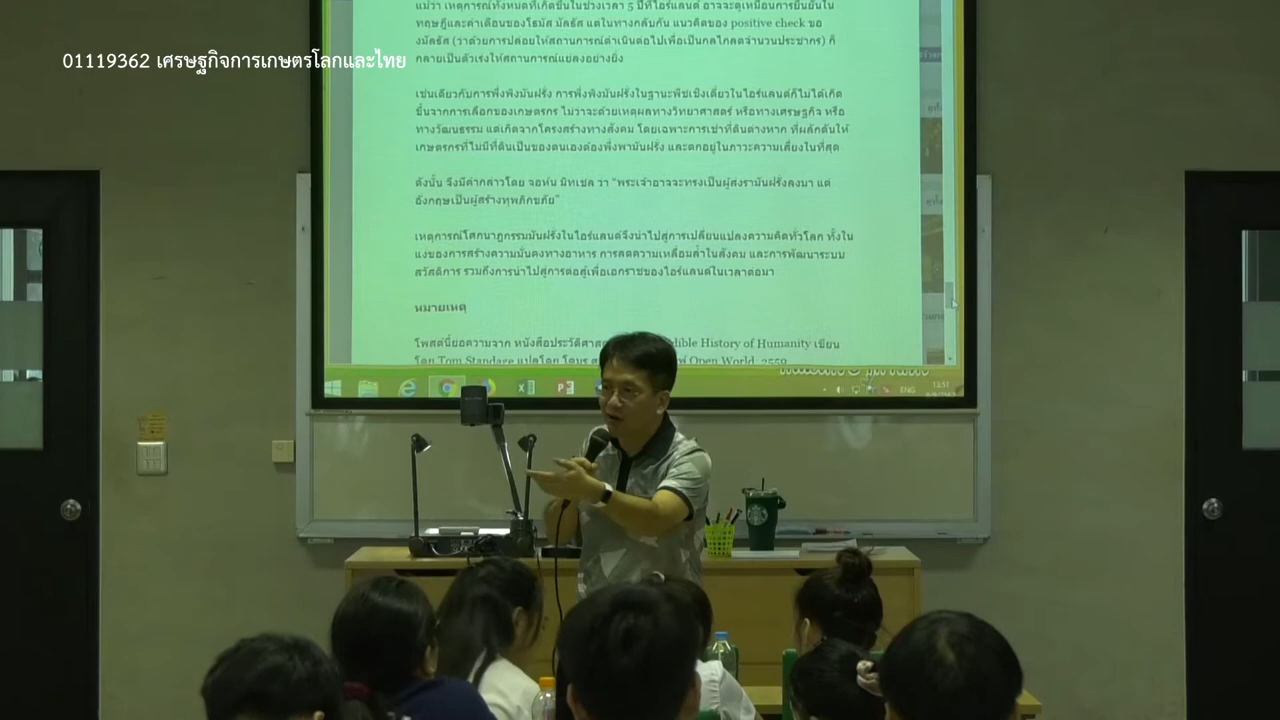 01119362 เศรษฐกิจการเกษตรโลกและไทย
แม้ว่า เหตุการณ์ทั้งหมดที่เกิดขึ้นในช่วงเวลา 5 ปีที่ไอร์แลนด์ อาจจะดูเหมือนการยืนยันใน
ทฤษฎีและคำเตือนของโธมัส มัลธัส แต่ในทางกลับกัน แนวคิดของ positive check ขอ
งมัลธัส (ว่าด้วยการปล่อยให้สถานการณ์ดำเนินต่อไปเพื่อเป็นกลไกลดจำนวนประชากร) ก็
กลายเป็นตัวเร่งให้สถานการณ์แย่ลงอย่างยิ่ง
เช่นเดียวกับการพึ่งพิงมันฝรั่ง การพึ่งพิงมันฝรั่งในฐานะพืชเชิงเดี่ยวในไอร์แลนด์ก็ไม่ได้เกิด
ขึ้นจากการเลือกของเกษตรกร ไม่ว่าจะด้วยเหตุผลทางวิทยาศาสตร์ หรือทางเศรษฐกิจ หรือ
ทางวัฒนธรรม แต่เกิดจากโครงสร้างทางสังคม โดยเฉพาะการเช่าที่ดินต่างหาก ที่ผลักดันให้
เกษตรกรที่ไม่มีที่ดินเป็นของตนเองต้องพึ่งพามันฝรั่ง และตกอยู่ในภาวะความเสี่ยงในที่สุด
ดังนั้น จึงมีคำกล่าวโดย จอห์น มิทเชล ว่า "พระเจ้าอาจจะทรงเป็นผู้ส่งรามันฝรั่งลงมา แต่
อังกฤษเป็นผู้สร้างทุพภิกขภัย"
เหตุการณ์โศกนาฏกรรมมันฝรั่งในไอร์แลนด์จึงนำไปสู่การเปลี่ยนแปลงความคิดทั่วโลก ทั้งใน
แง่ของการสร้างความมั่นคงทางอาหาร การลดความเหลื่อมล้ำในสังคม และการพัฒนาระบบ
สวัสดิการ รวมถึงการนำไปสู่การต่อสู้เพื่อเอกราชของไอร์แลนด์ในเวลาต่อมา
หมายเหตุ
โพสต์นี้ย่อความจาก หนังสือประวัติศาส dible History of Humanity เขียน
โดย Tom Standage แปลโดย โตมร Open World, 2559
ENG
13:51